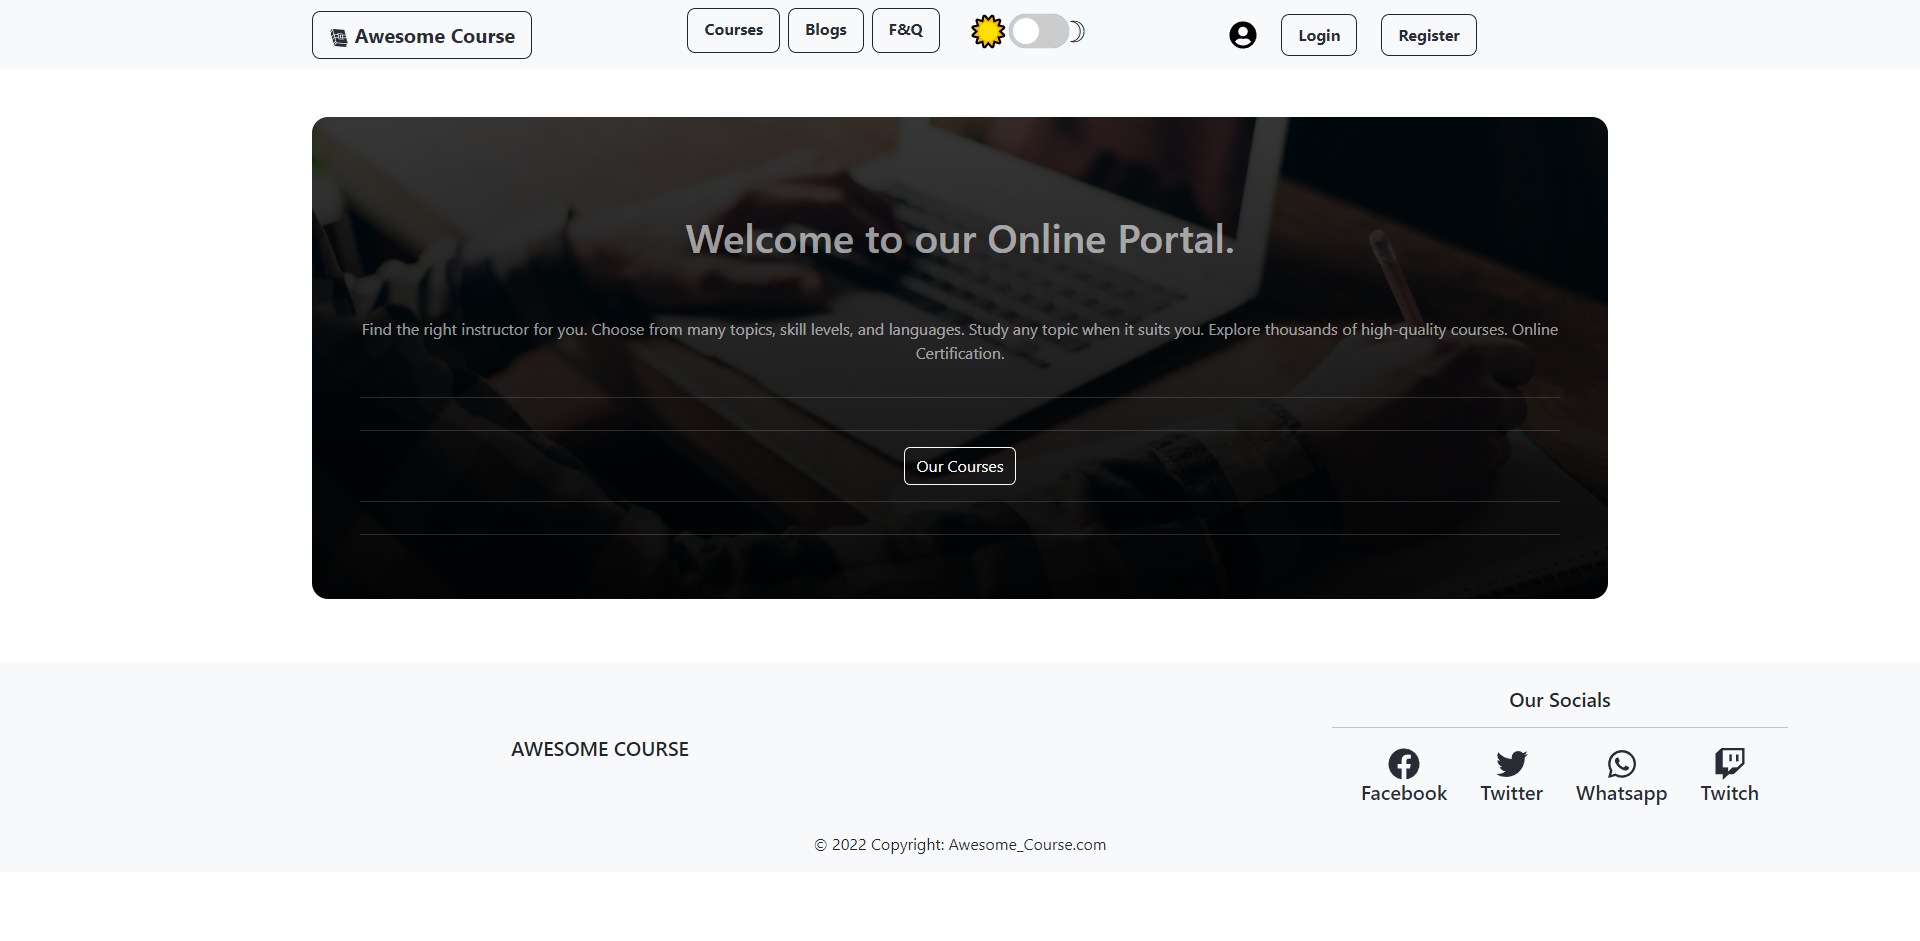 Awesome Course
Courses
Blogs
F&Q
Login
Register
Welcome to our Online Portal.
Find the right instructor for you. Choose from many topics, skill levels, and languages. Study any topic when it suits you. Explore thousands of high-quality courses. Online
Certification.
Our Courses
Our Socials
AWESOME COURSE
Facebook
Twitter
Whatsapp
Twitch
© 2022 Copyright: Awesome_Course.com